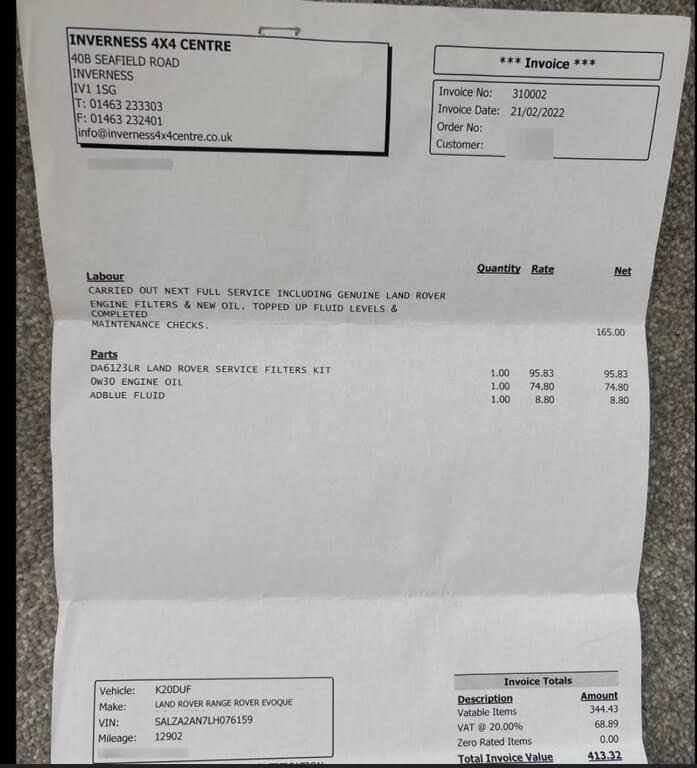 INVERNESS 4X4 CENTRE
40B SEAFIELD ROAD
INVERNESS
IV1 1SG
T: 01463 233303
F: 01463 232401
info@inverness4x4centre.co.uk
*** Invoice ***
Invoice No: 310002
Invoice Date: 21/02/2022
Order No:
Customer:
Quantity Rate Net
Labour
CARRIED OUT NEXT FULL SERVICE INCLUDING GENUINE LAND ROVER
ENGINE FILTERS & NEW OIL. TOPPED UP FLUID LEVELS &
COMPLETED
MAINTENANCE CHECKS.
165.00
Parts
DA6123LR LAND ROVER SERVICE FILTERS KIT 1.00 95.83 95.83
0W30 ENGINE OIL 1.00 74.80 74.80
ADBLUE FLUID 1.00 8.80 8.80
Vehicle: K20DUF
Make: LAND ROVER RANGE ROVER EVOQUE
VIN: SALZA2AN7LH076159
Mileage: 12902
Invoice Totals
Description Amount
Vatable Items 344.43
VAT @ 20.00% 68.89
Zero Rated Items 0.00
Total Invoice Value 413.32